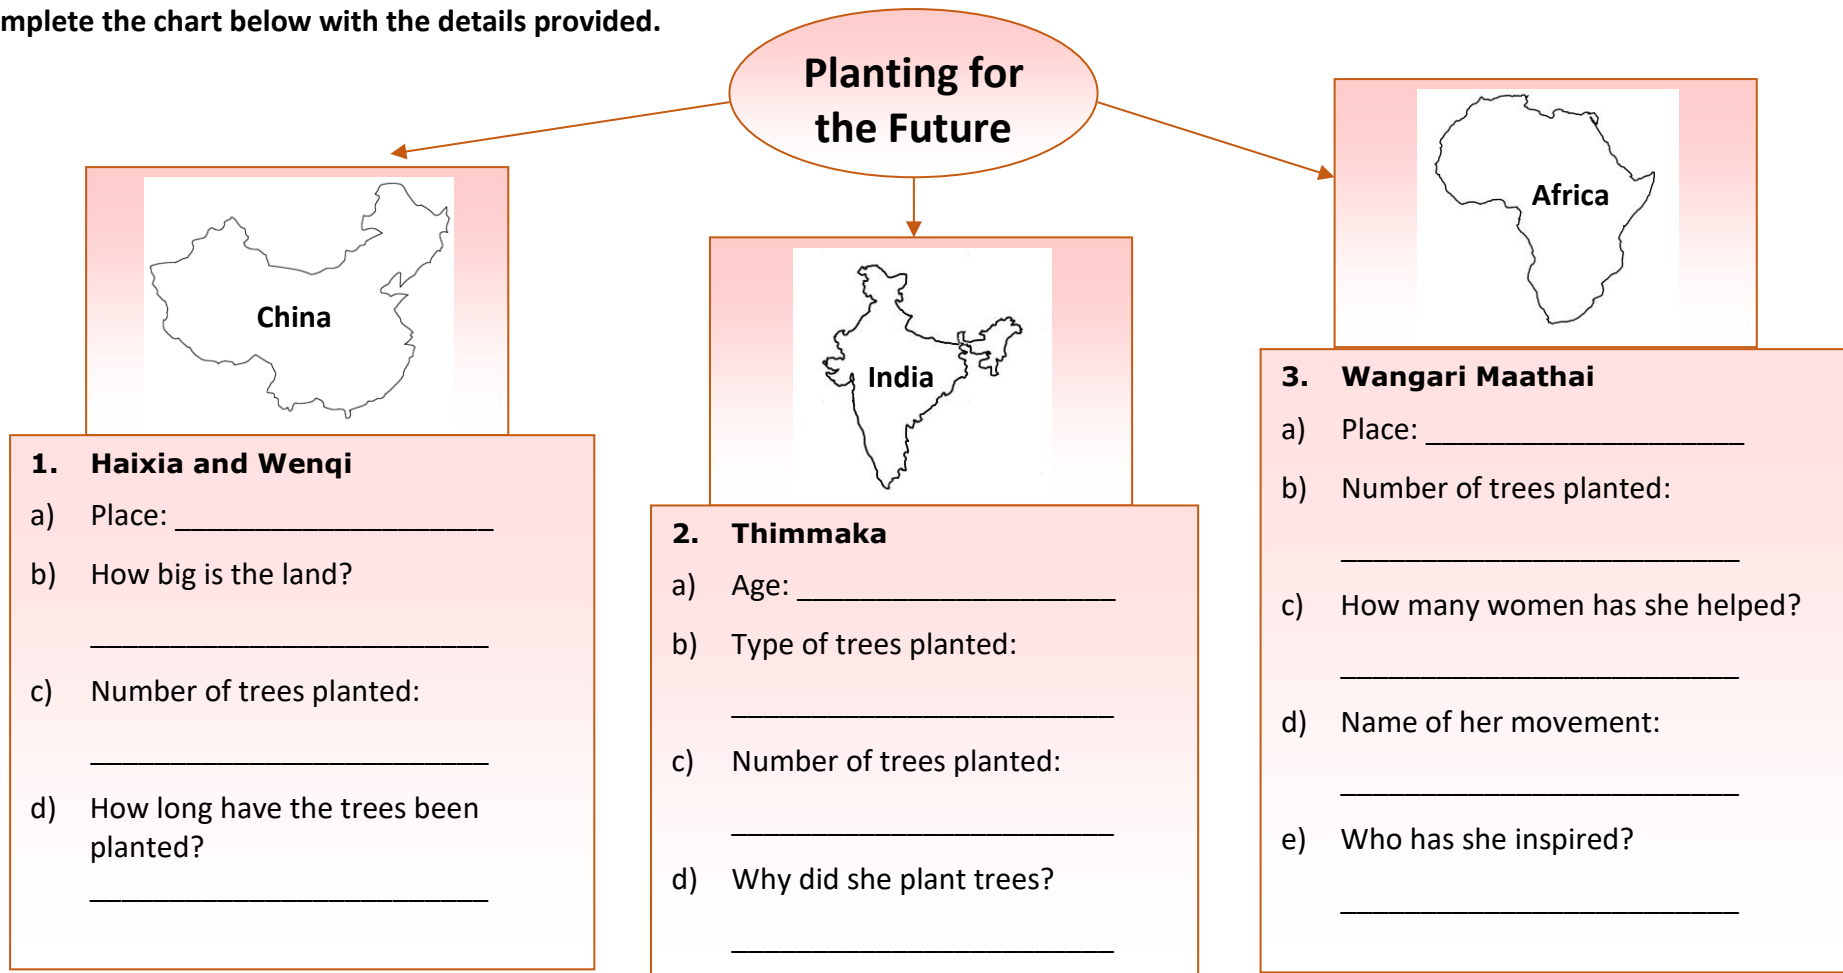 mplete the chart below with the details provided.
Planting for
the Future
China
1. Haixia and Wenqi
a) Place: ____________________
b) How big is the land?
_________________________
c) Number of trees planted:
_________________________
d) How long have the trees been
planted?
_________________________
India
2. Thimmaka
a) Age: ____________________
b) Type of trees planted:
________________________
c) Number of trees planted:
________________________
d) Why did she plant trees?
________________________
Africa
3. Wangari Maathai
a) Place: ____________________
b) Number of trees planted:
_________________________
c) How many women has she helped?
_________________________
d) Name of her movement:
_________________________
e) Who has she inspired?
_________________________